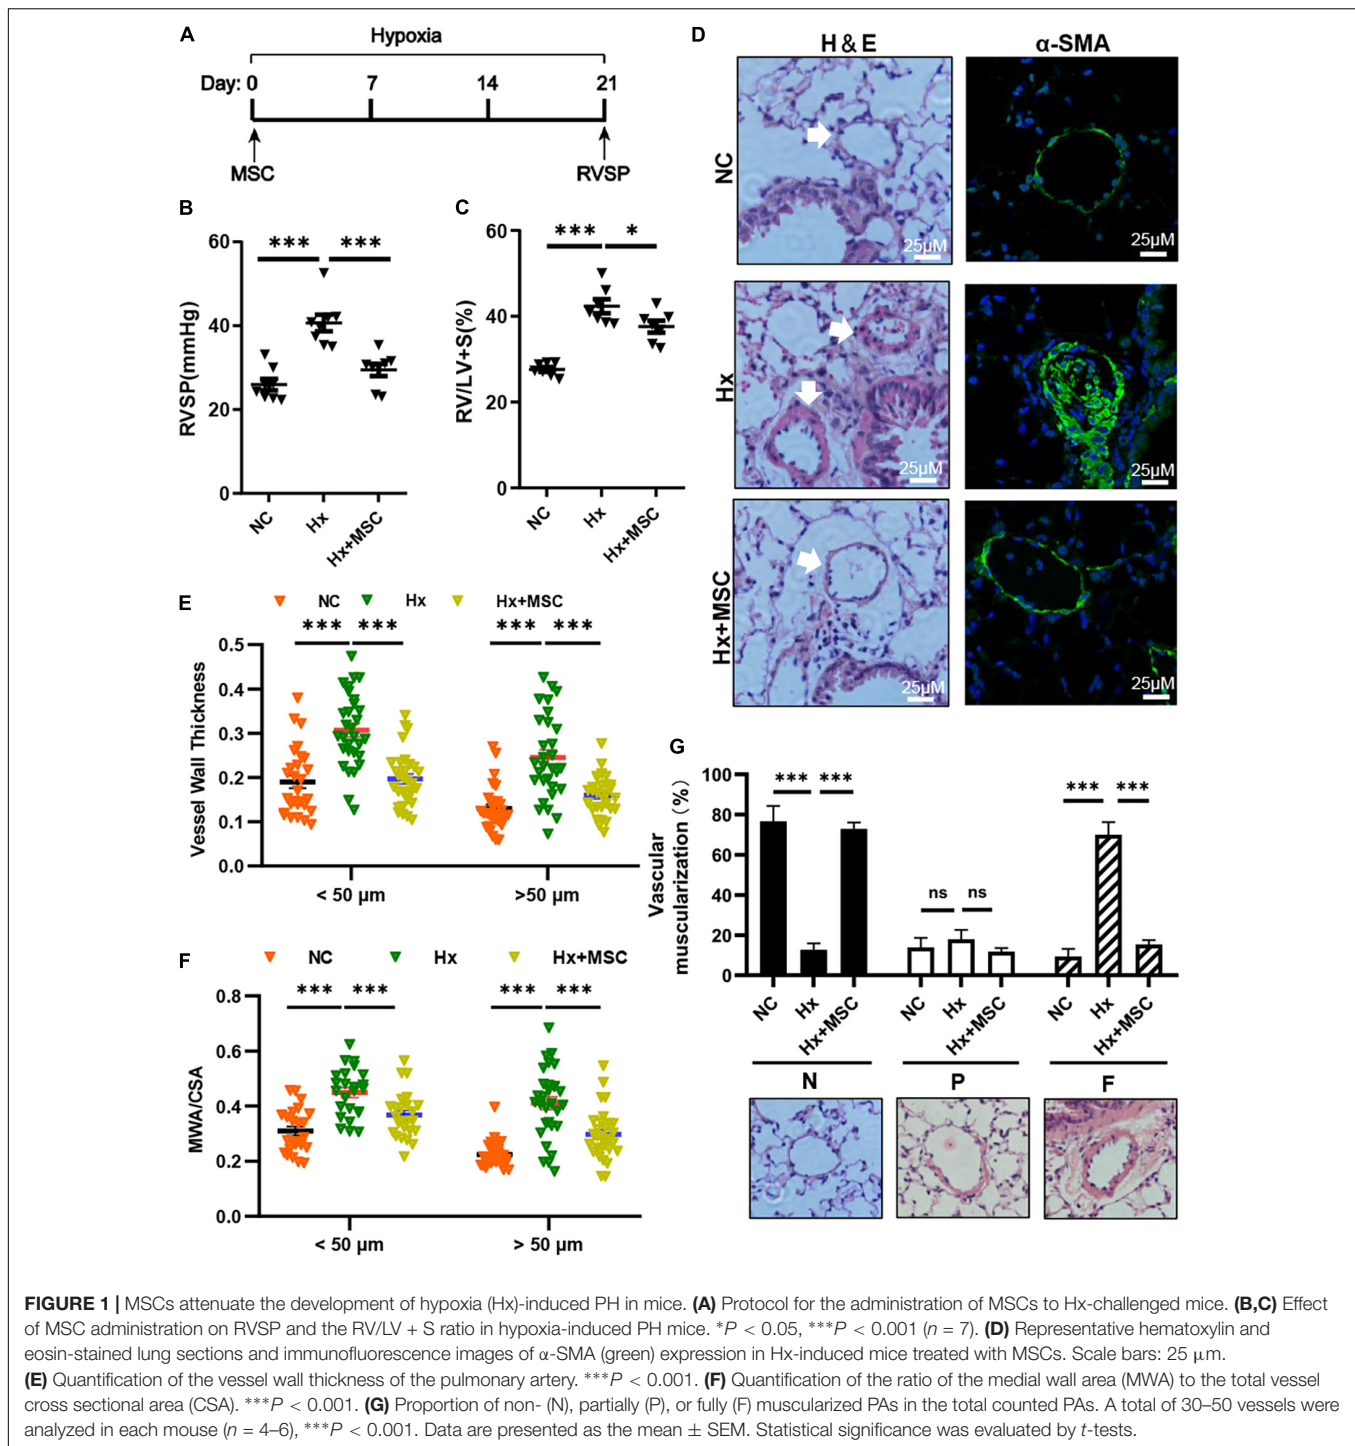 A
Hypoxia
Day: 0 7 14 21
MSC RVSP
B
*** ***
RVSP(mmHg)
60
40
20
0
NC Hx Hx+MSC
C
*** *
RV/LV+S(%)
60
40
20
0
NC Hx Hx+MSC
D
H & E α-SMA
NC
25μM 25μM
Hx
25μM 25μM
Hx+MSC
25μM 25μM
E
NC Hx Hx+MSC
*** *** *** ***
Vessel Wall Thickness
0.5
0.4
0.3
0.2
0.1
0.0
< 50 μm >50 μm
F
NC Hx Hx+MSC
*** *** *** ***
MWA/CSA
0.8
0.6
0.4
0.2
0.0
< 50 μm > 50 μm
G
Vascular
muscularization (%)
100
80
60
40
20
0
*** *** ns ns *** ***
NC Hx Hx+MSC NC Hx Hx+MSC NC Hx Hx+MSC
N P F
FIGURE 1 | MSCs attenuate the development of hypoxia (Hx)-induced PH in mice. (A) Protocol for the administration of MSCs to Hx-challenged mice. (B,C) Effect
of MSC administration on RVSP and the RV/LV + S ratio in hypoxia-induced PH mice. *P < 0.05, ***P < 0.001 (n = 7). (D) Representative hematoxylin and
eosin-stained lung sections and immunofluorescence images of α-SMA (green) expression in Hx-induced mice treated with MSCs. Scale bars: 25 μm.
(E) Quantification of the vessel wall thickness of the pulmonary artery. ***P < 0.001. (F) Quantification of the ratio of the medial wall area (MWA) to the total vessel
cross sectional area (CSA). ***P < 0.001. (G) Proportion of non- (N), partially (P), or fully (F) muscularized PAs in the total counted PAs. A total of 30–50 vessels were
analyzed in each mouse (n = 4–6), ***P < 0.001. Data are presented as the mean ± SEM. Statistical significance was evaluated by t-tests.